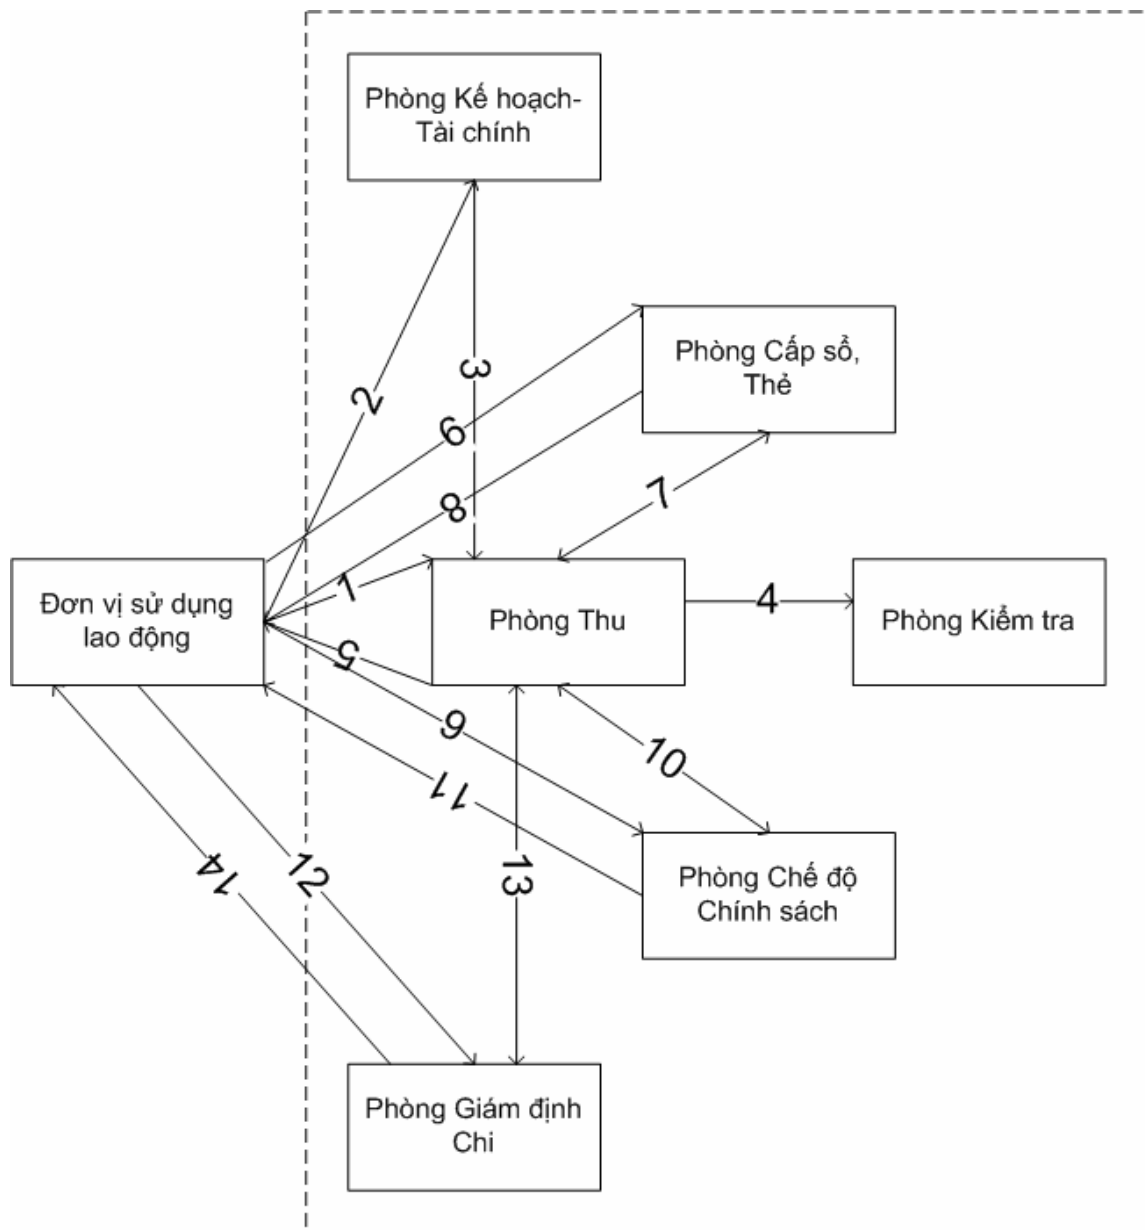 Phòng Kế hoạch-
Tài chính
Phòng Cấp sổ,
Thẻ
3
2
6
7
8
1
Đơn vị sử dụng
lao động
Phòng Thu
4
Phòng Kiểm tra
5
9
10
11
14
12
13
Phòng Chế độ
Chính sách
Phòng Giám định
Chi